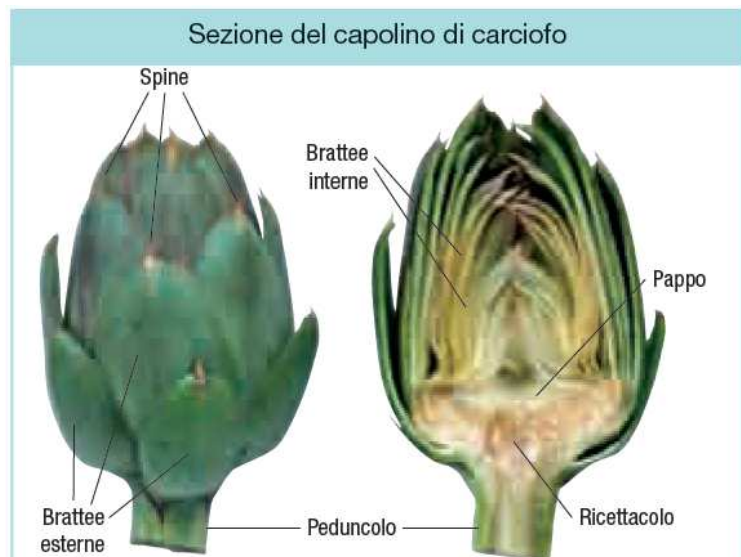 Sezione del capolino di carciofo
Spine
Brattee
interne
Pappo
Brattee
esterne
Peduncolo
Ricettacolo